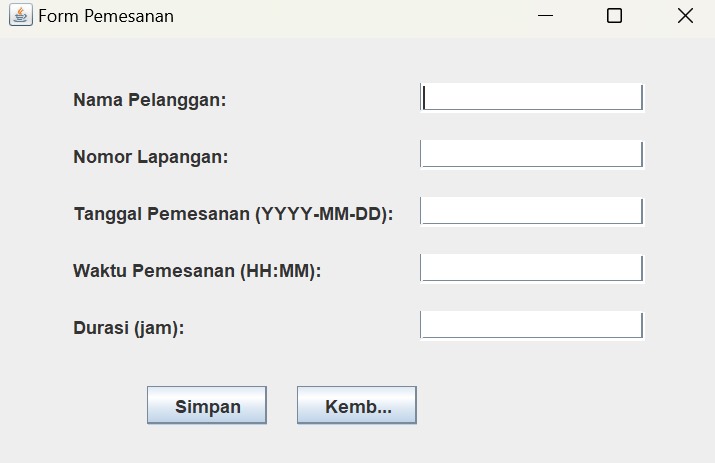 Form Pemesanan
Nama Pelanggan:
Nomor Lapangan:
Tanggal Pemesanan (YYYY-MM-DD):
Waktu Pemesanan (HH:MM):
Durasi (jam):
Simpan Kemb...